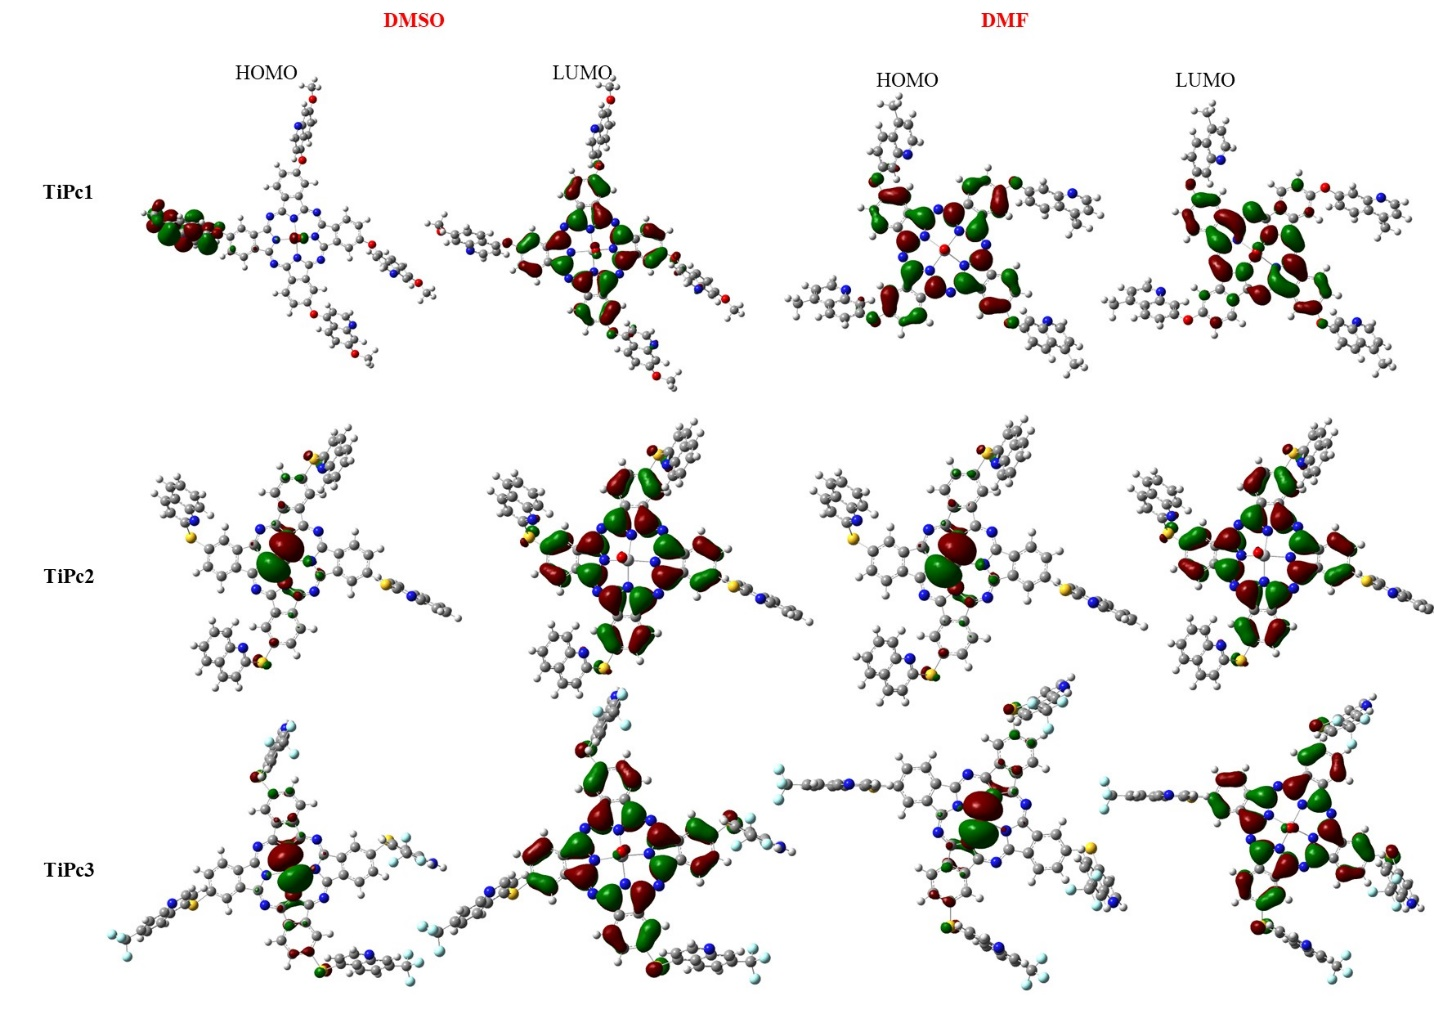 DMSO DMF
HOMO LUMO HOMO LUMO
TiPc1
TiPc2
TiPc3